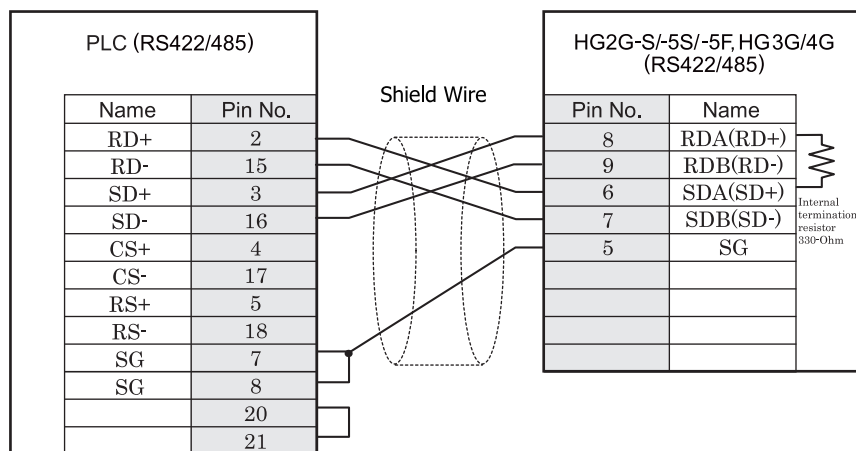 PLC (RS422/485)
Name Pin No.
RD+ 2
RD- 15
SD+ 3
SD- 16
CS+ 4
CS- 17
RS+ 5
RS- 18
SG 7
SG 8
20
21
Shield Wire
HG2G-S/-5S/-5F, HG3G/4G
(RS422/485)
Pin No. Name
8 RDA(RD+)
9 RDB(RD-)
6 SDA(SD+)
7 SDB(SD-)
5 SG
Internal
termination
resistor
330-Ohm